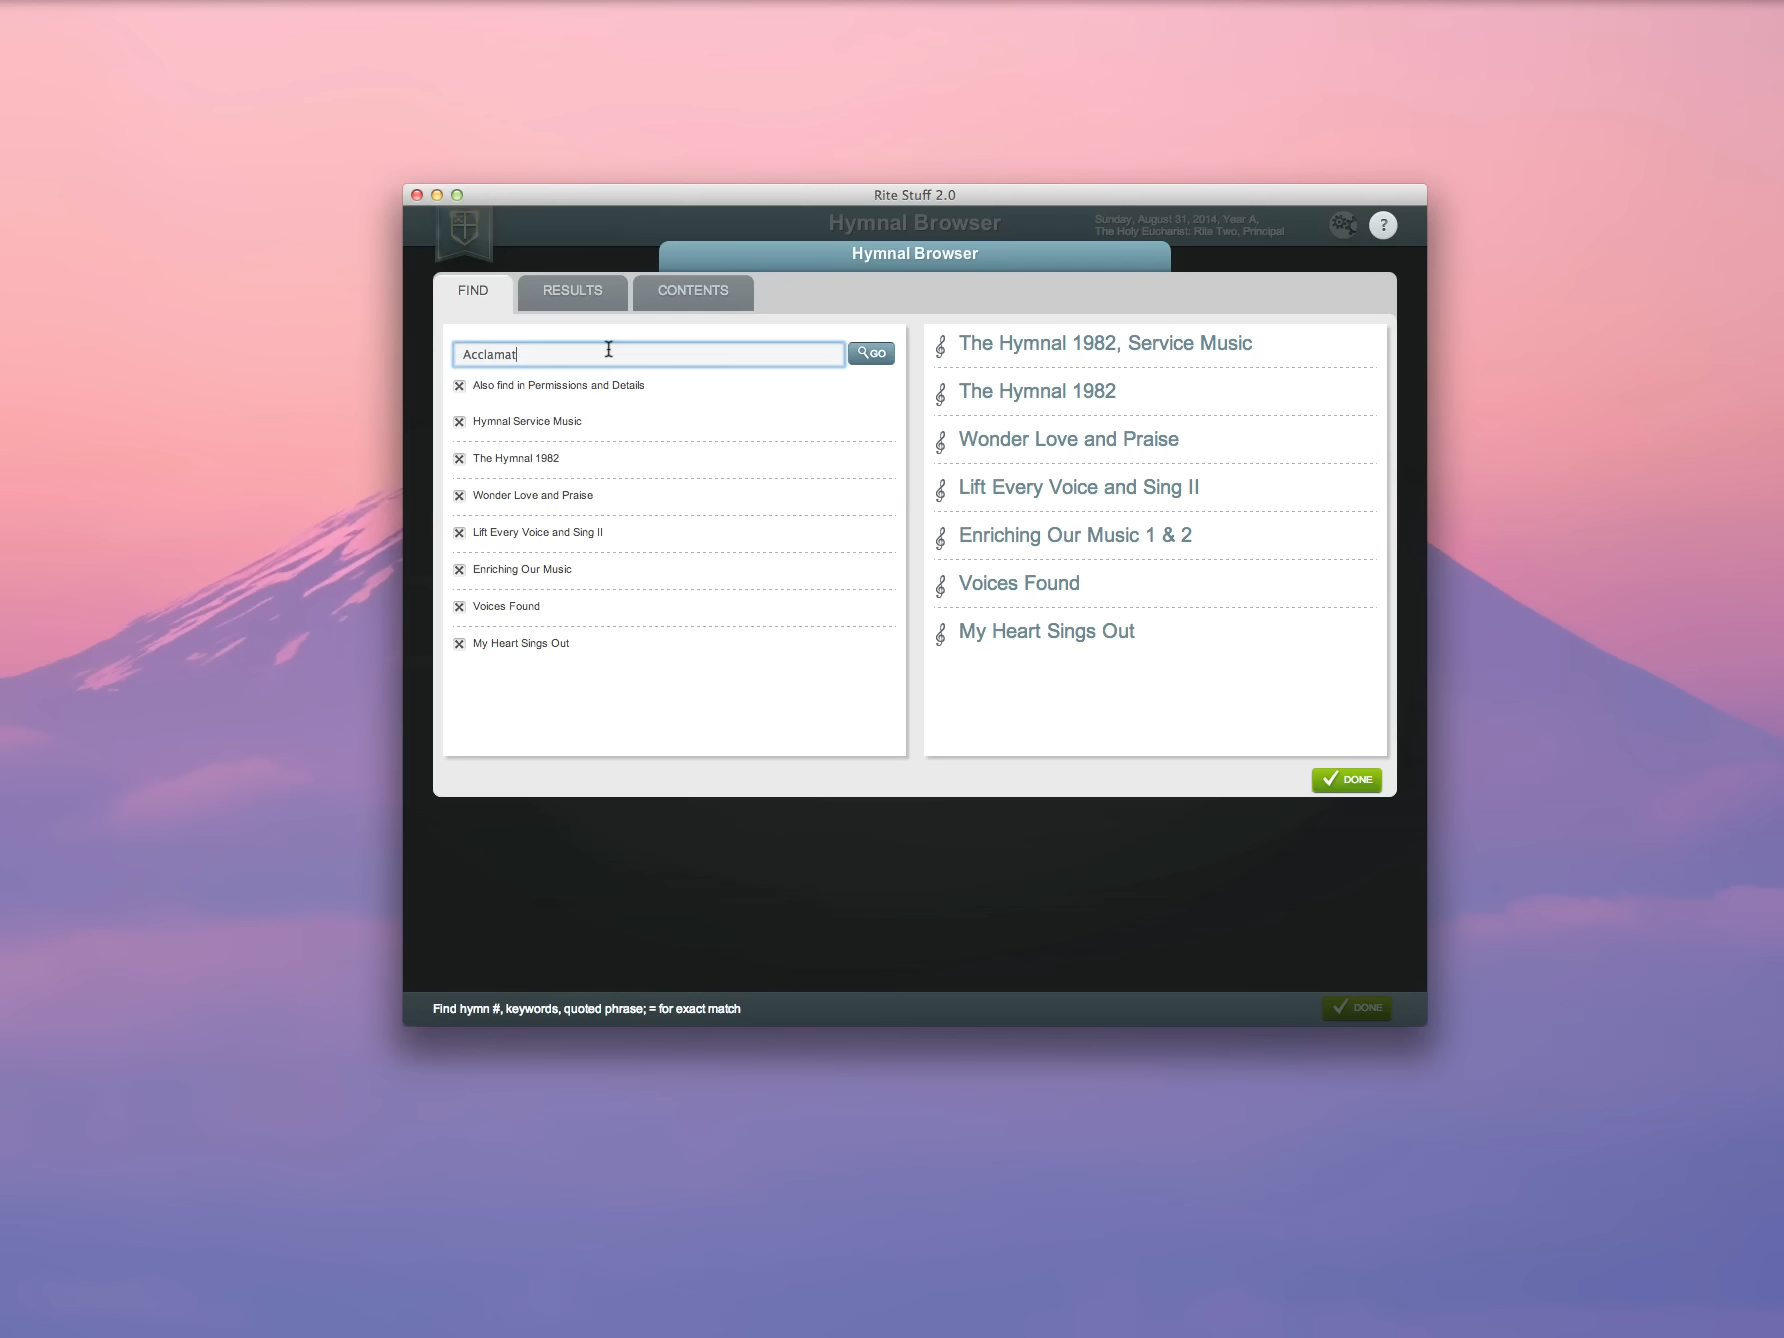 Rite Stuff 2.0
Hymnal Browser
Sunday, August 31, 2014, Year A,
The Holy Eucharist: Rite Two, Principal
?
Hymnal Browser
FIND
RESULTS
CONTENTS
Acclamat
GO
Also find in Permissions and Details
Hymnal Service Music
The Hymnal 1982
Wonder Love and Praise
Lift Every Voice and Sing II
Enriching Our Music
Voices Found
My Heart Sings Out
The Hymnal 1982, Service Music
The Hymnal 1982
Wonder Love and Praise
Lift Every Voice and Sing II
Enriching Our Music 1 & 2
Voices Found
My Heart Sings Out
DONE
Find hymn #, keywords, quoted phrase; = for exact match
DONE